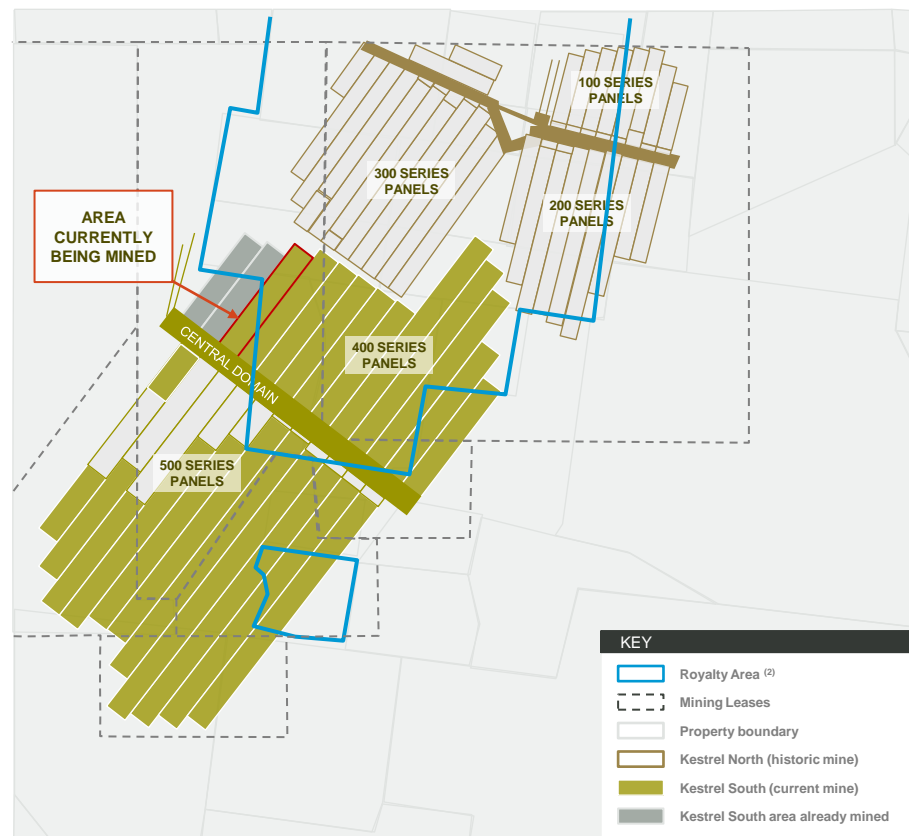 100 SERIES
PANELS
300 SERIES
PANELS
200 SERIES
PANELS
AREA
CURRENTLY
BEING MINED
CENTRAL DOMAIN
400 SERIES
PANELS
500 SERIES
PANELS
KEY
Royalty Area (2)
Mining Leases
Property boundary
Kestrel North (historic mine)
Kestrel South (current mine)
Kestrel South area already mined